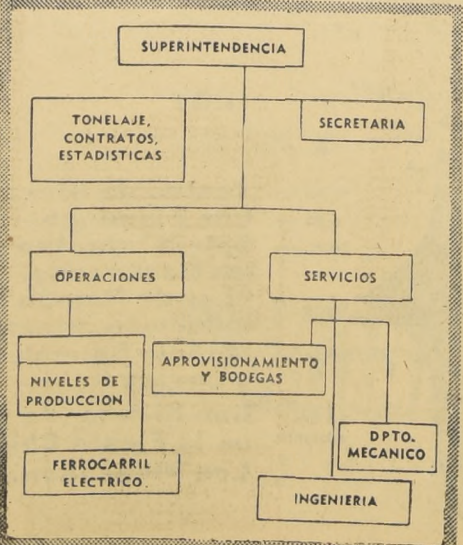 SUPERINTENDENCIA
TONELAJE,
CONTRATOS,
ESTADISTICAS
SECRETARIA
OPERACIONES
SERVICIOS
NIVELES DE
PRODUCCION
APROVISIONAMIENTO
Y BODEGAS
FERROCARRIL
ELECTRICO.
DPTO.
MECANICO
INGENIERIA